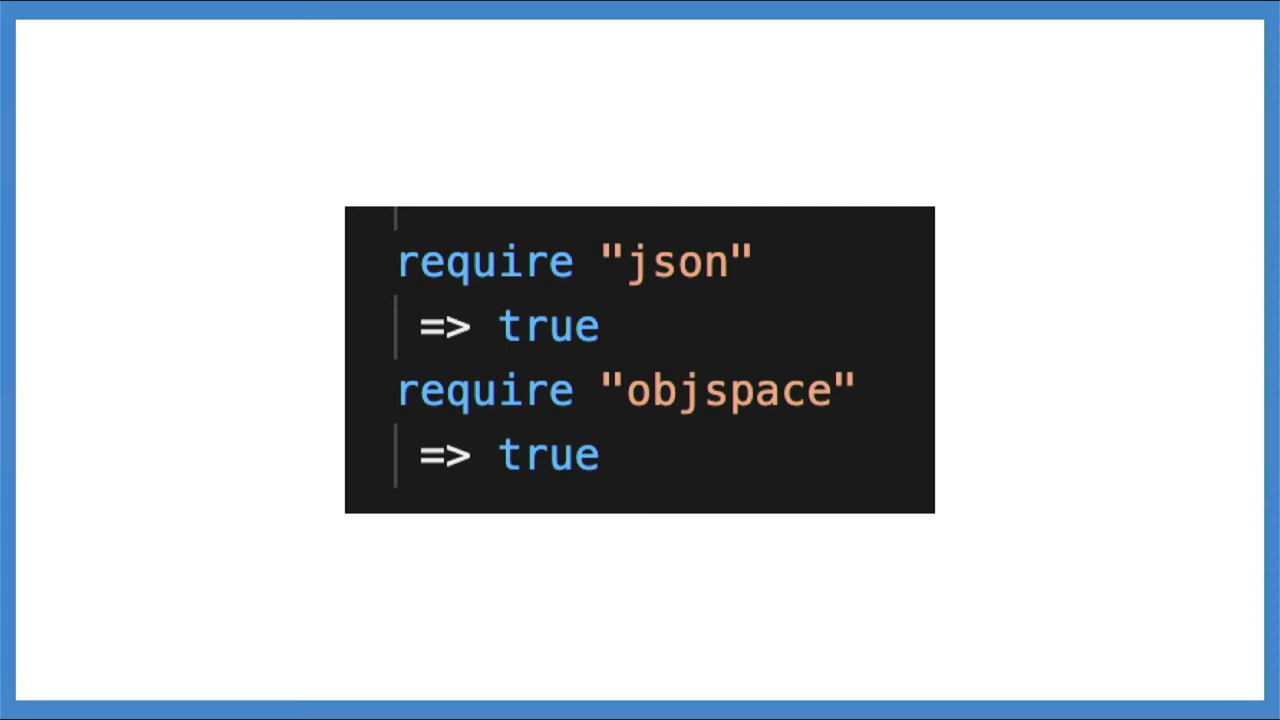 require "json"
=> true
require "objspace"
=> true